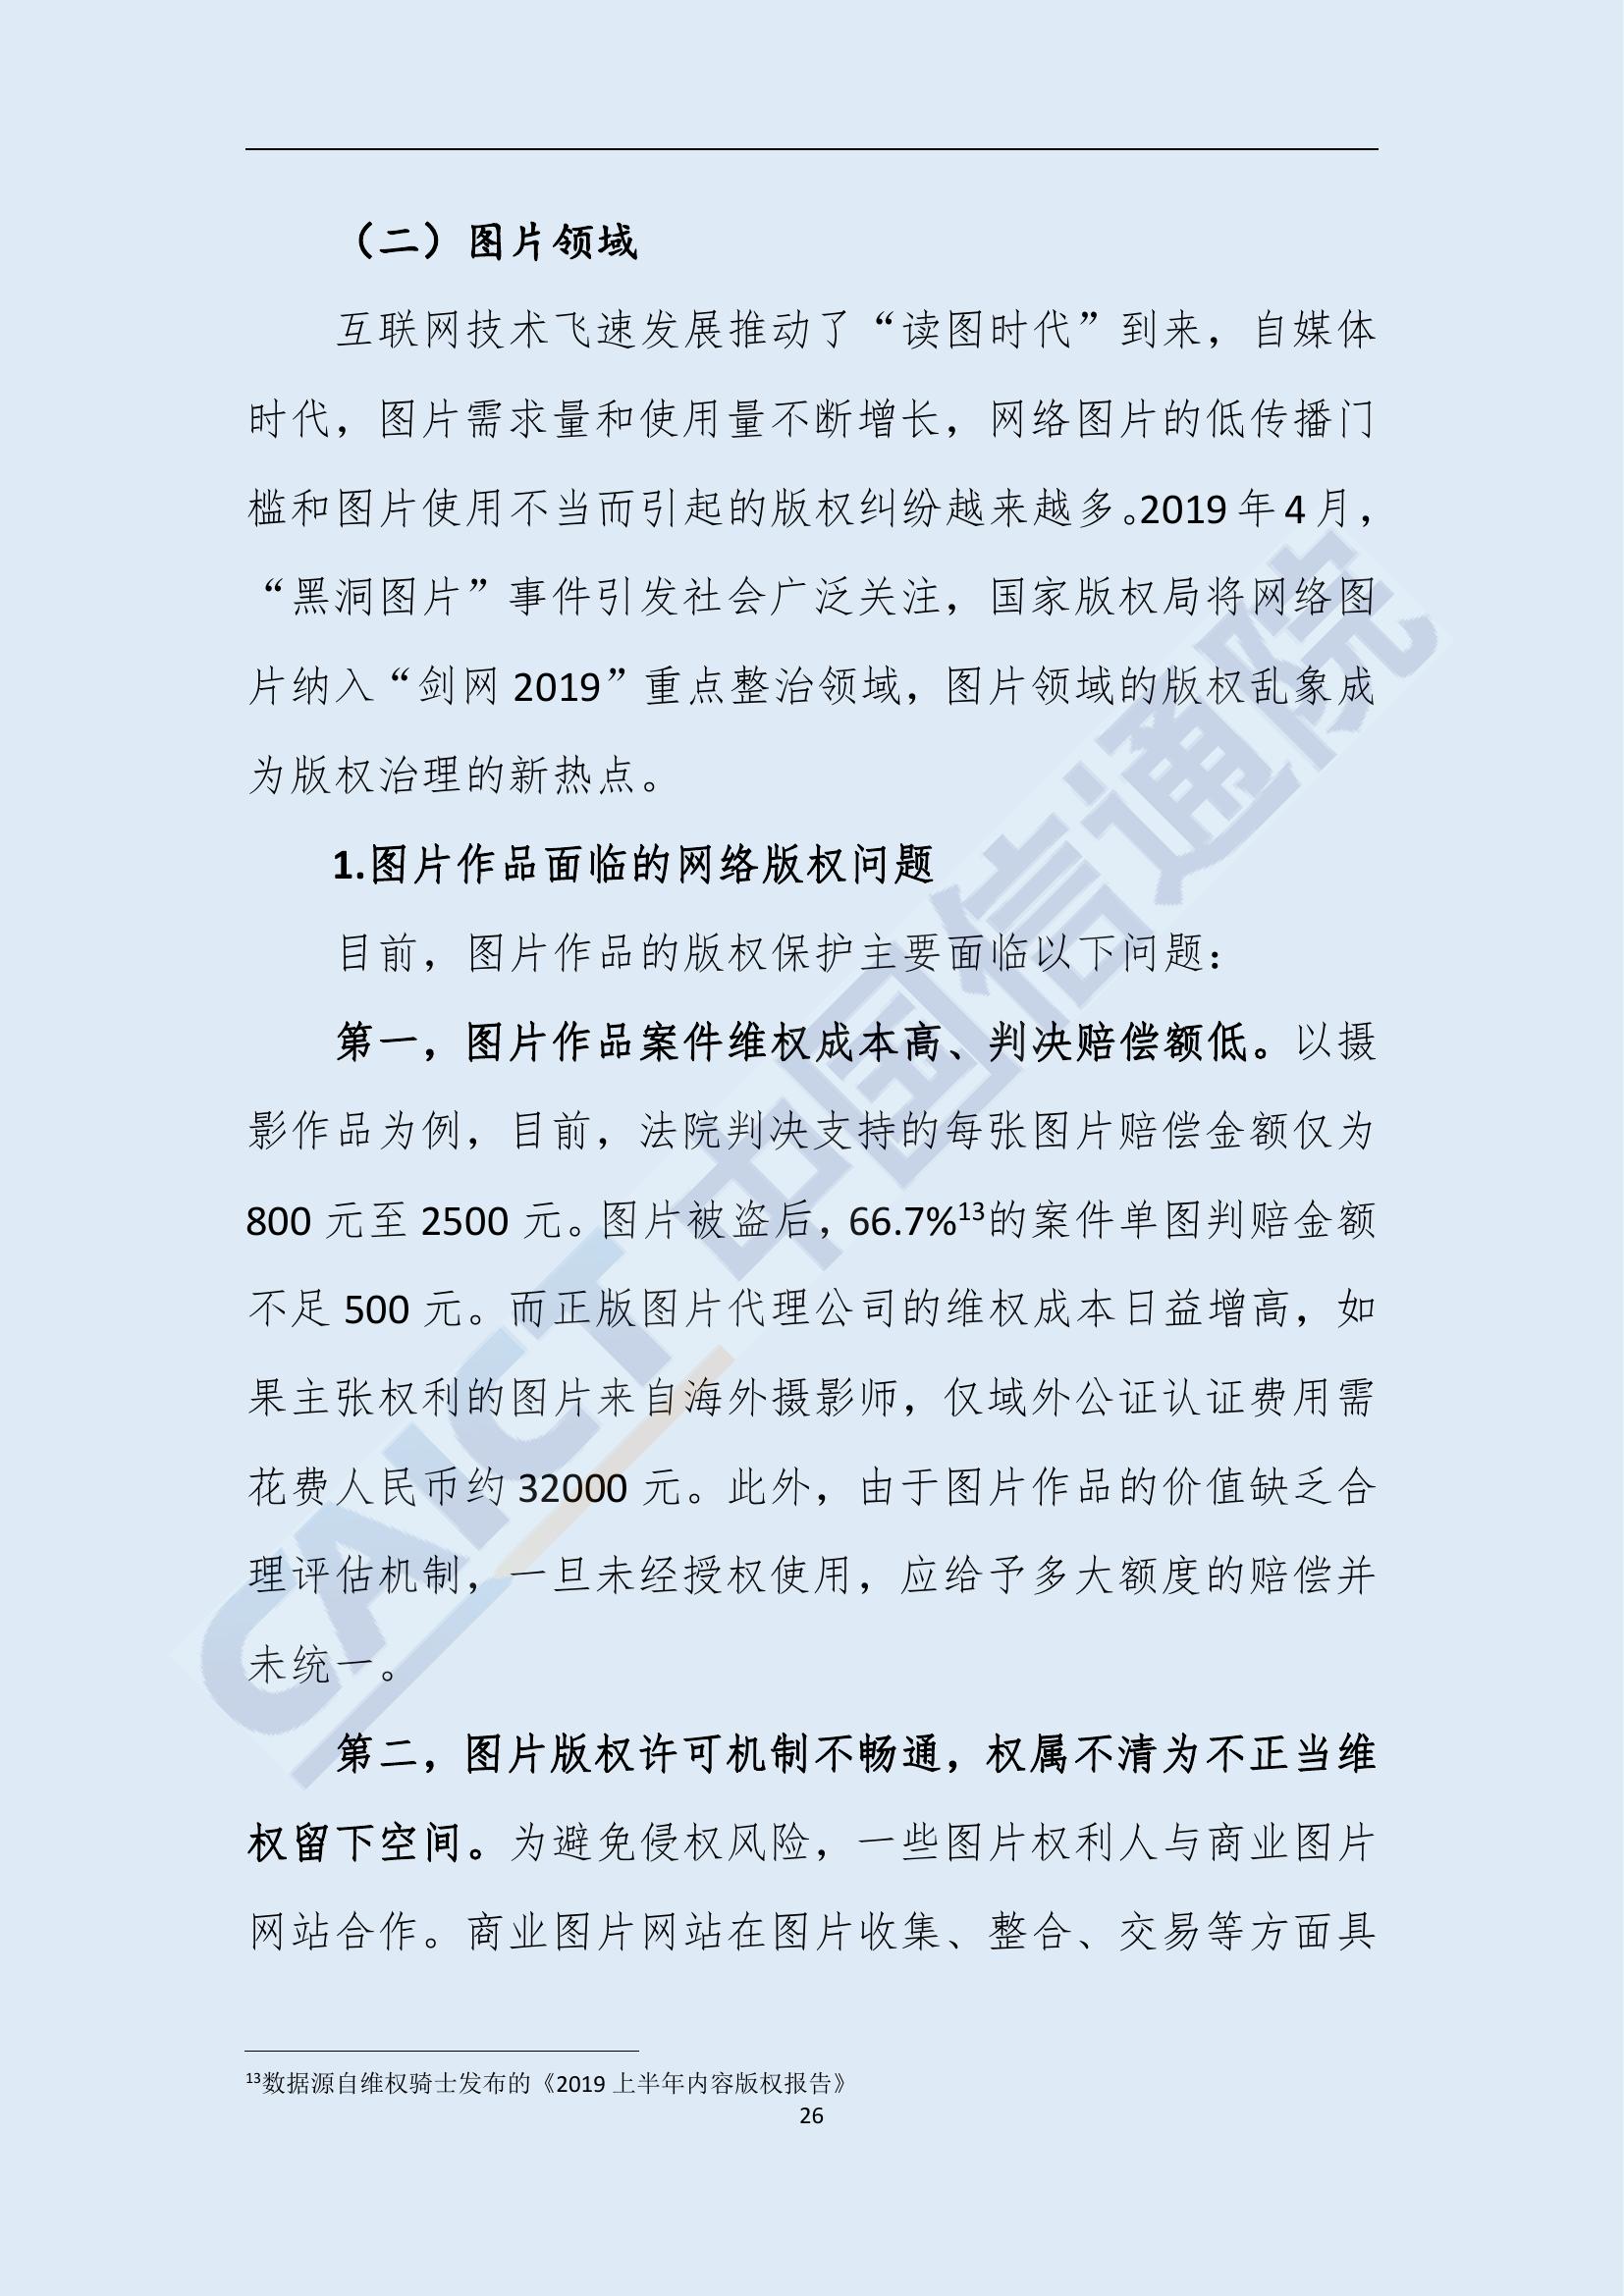 （二）图片领域
互联网技术飞速发展推动了“读图时代”到来，自媒体
时代，图片需求量和使用量不断增长，网络图片的低传播门
槛和图片使用不当而引起的版权纠纷越来越多。2019 年 4 月，
“黑洞图片”事件引发社会广泛关注，国家版权局将网络图
片纳入“剑网 2019”重点整治领域，图片领域的版权乱象成
为版权治理的新热点。
1.图片作品面临的网络版权问题
目前，图片作品的版权保护主要面临以下问题：
第一，图片作品案件维权成本高、判决赔偿额低。以摄
影作品为例，目前，法院判决支持的每张图片赔偿金额仅为
800 元至 2500 元。图片被盗后，66.7%13的案件单图判赔金额
不足 500 元。而正版图片代理公司的维权成本日益增高，如
果主张权利的图片来自海外摄影师，仅域外公证认证费用需
花费人民币约 32000 元。此外，由于图片作品的价值缺乏合
理评估机制，一旦未经授权使用，应给予多大额度的赔偿并
未统一。
第二，图片版权许可机制不畅通，权属不清为不正当维
权留下空间。为避免侵权风险，一些图片权利人与商业图片
网站合作。商业图片网站在图片收集、整合、交易等方面具
13数据源自维权骑士发布的《2019 上半年内容版权报告》
26
CAICT 中国信通院